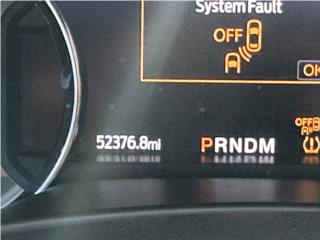 System Fault
OFF
OK
OFF
52376.8mi
PRNDM